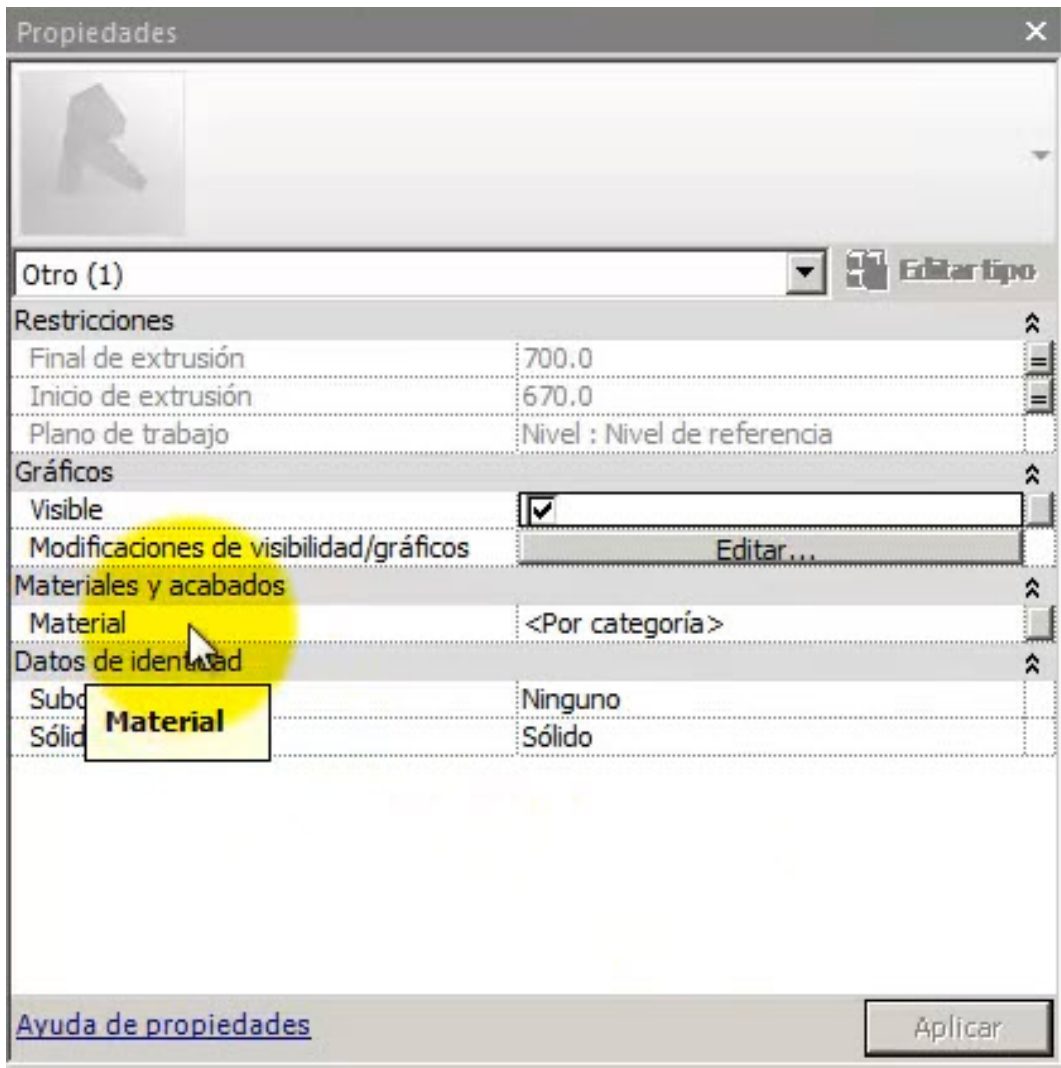 Propiedades
Otro (1)
Editar tipo
Restricciones
Final de extrusión 700.0 =
Inicio de extrusión 670.0 =
Plano de trabajo Nivel : Nivel de referencia
Gráficos
Visible
Modificaciones de visibilidad/gráficos Editar...
Materiales y acabados
Material <Por categoría>
Datos de identidad
Subc Ninguno
Material
Sólid Sólido
Ayuda de propiedades
Aplicar